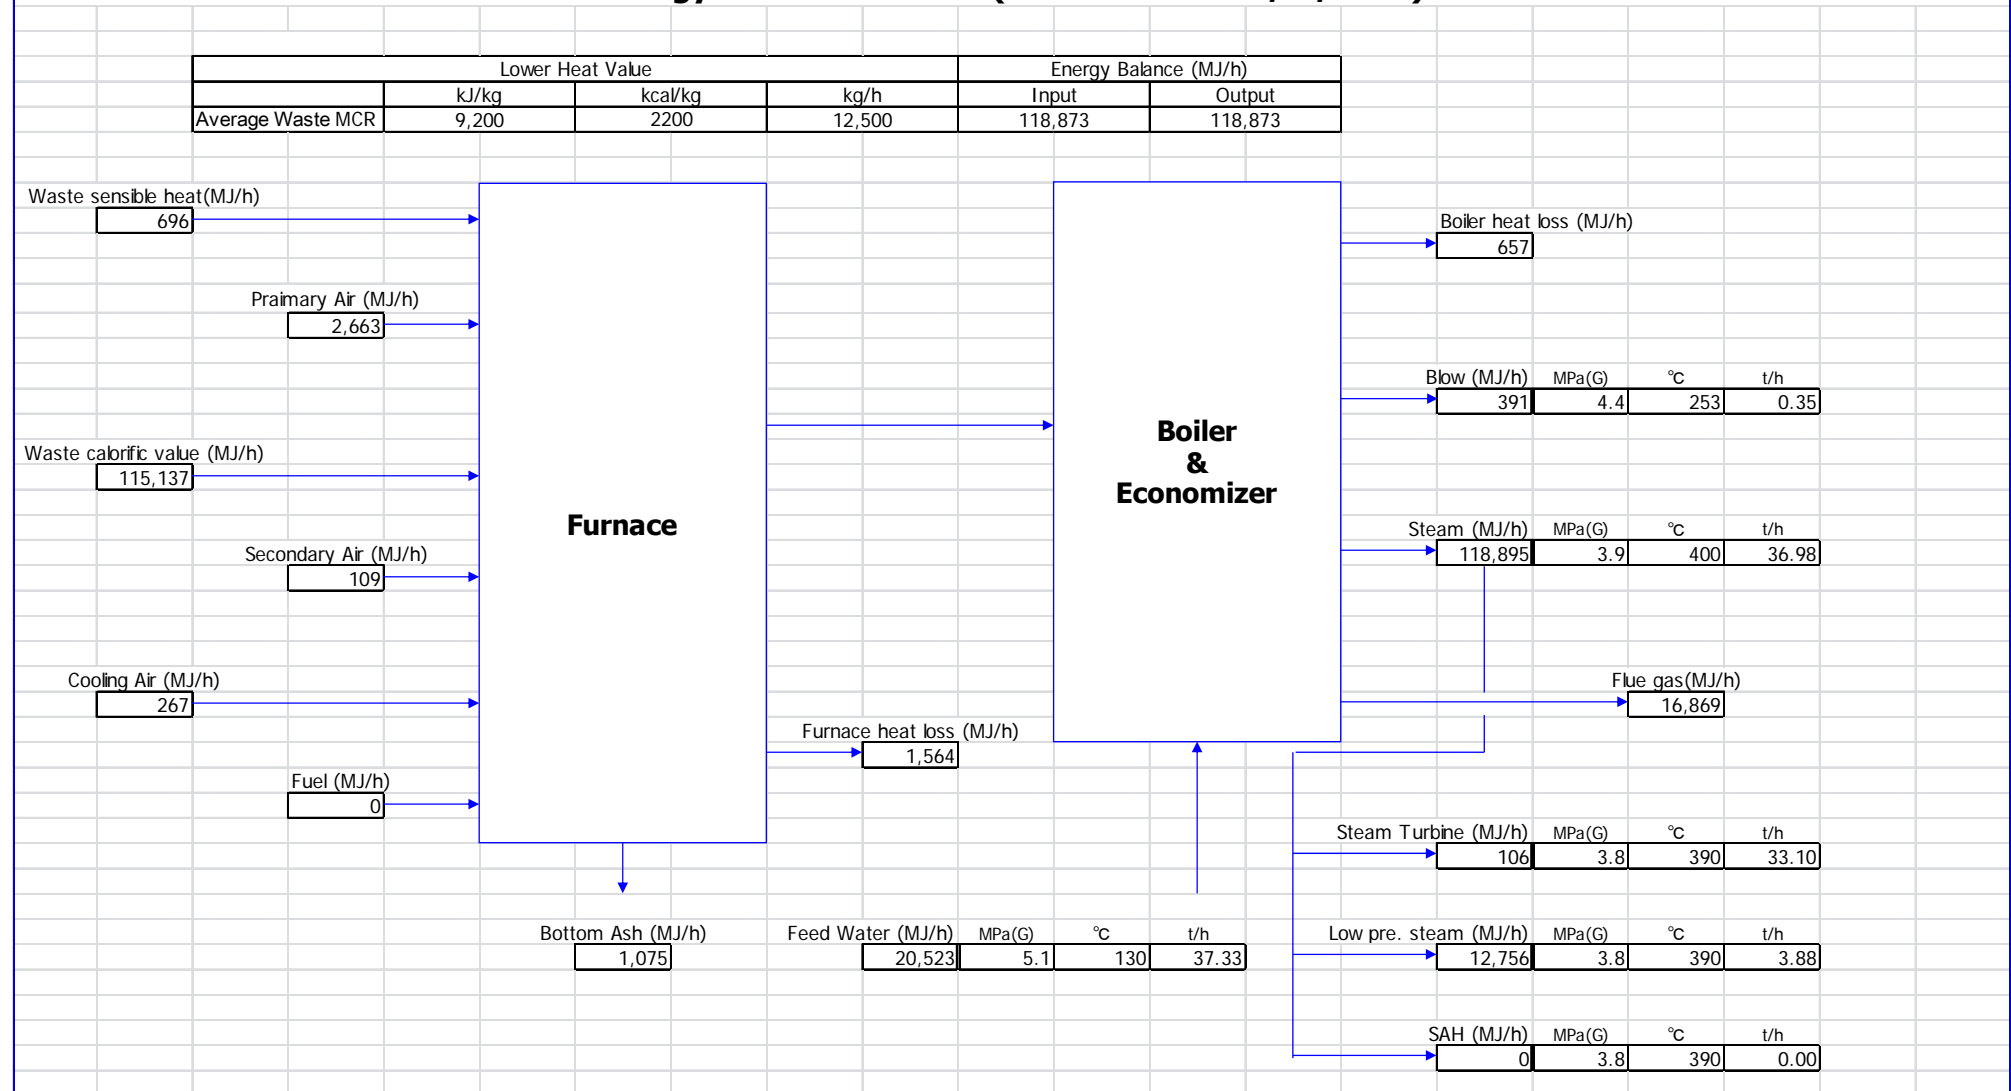 Lower Heat Value Energy Balance (MJ/h)
kJ/kg kcal/kg kg/h Input Output
Average Waste MCR 9,200 2200 12,500 118,873 118,873
Waste sensible heat(MJ/h)
696
Boiler heat loss (MJ/h)
657
Praimary Air (MJ/h)
2,663
Blow (MJ/h) MPa(G) ℃ t/h
391 4.4 253 0.35
Boiler
&
Economizer
Waste calorific value (MJ/h)
115,137
Furnace
Steam (MJ/h) MPa(G) ℃ t/h
118,895 3.9 400 36.98
Secondary Air (MJ/h)
109
Cooling Air (MJ/h)
267
Flue gas(MJ/h)
16,869
Furnace heat loss (MJ/h)
1,564
Fuel (MJ/h)
0
Steam Turbine (MJ/h) MPa(G) ℃ t/h
106 3.8 390 33.10
Bottom Ash (MJ/h)
1,075
Feed Water (MJ/h) MPa(G) ℃ t/h
20,523 5.1 130 37.33
Low pre. steam (MJ/h) MPa(G) ℃ t/h
12,756 3.8 390 3.88
SAH (MJ/h) MPa(G) ℃ t/h
0 3.8 390 0.00